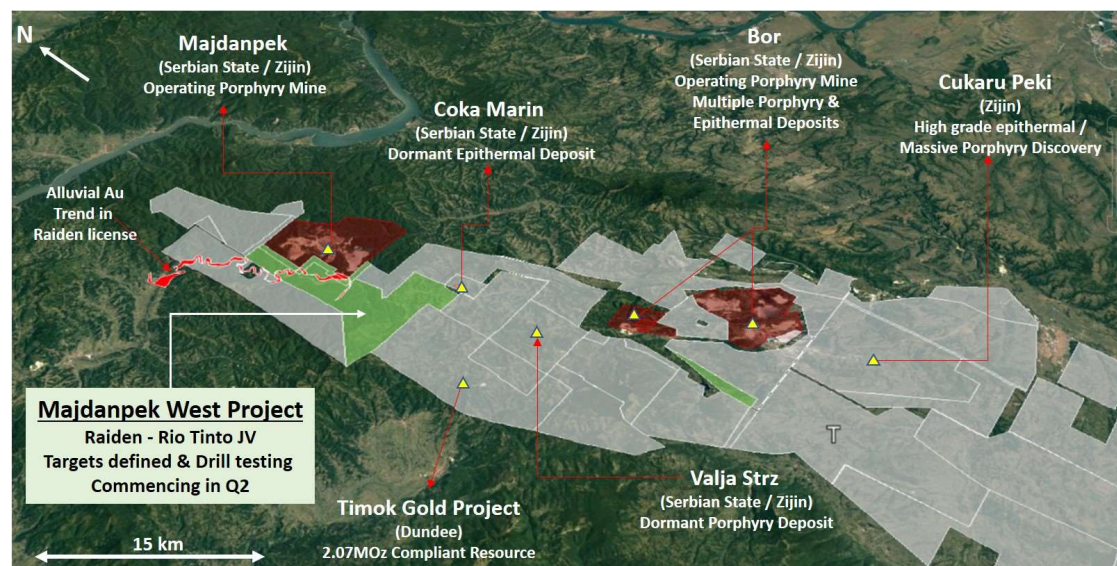 N
Majdanpek
(Serbian State / Zijin)
Operating Porphyry Mine
Coka Marin
(Serbian State / Zijin)
Dormant Epithermal Deposit
Bor
(Serbian State / Zijin)
Operating Porphyry Mine
Multiple Porphyry &
Epithermal Deposits
Cukaru Peki
(Zijin)
High grade epithermal /
Massive Porphyry Discovery
Alluvial Au
Trend in
Raiden license
Majdanpek West Project
Raiden - Rio Tinto JV
Targets defined & Drill testing
Commencing in Q2
T
Timok Gold Project
(Dundee)
2.07MOz Compliant Resource
Valja Strz
(Serbian State / Zijin)
Dormant Porphyry Deposit
15 km